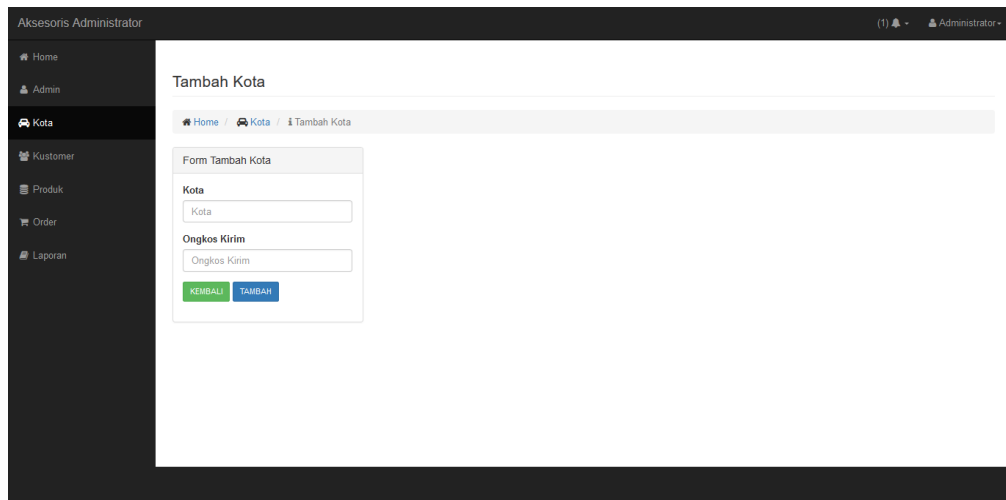 Aksesoris Administrator
(1) Administrator
Home
Admin
Kota
Kustomer
Produk
Order
Laporan
Tambah Kota
Home / Kota / Tambah Kota
Form Tambah Kota
Kota
Kota
Ongkos Kirim
Ongkos Kirim
KEMBALI TAMBAH